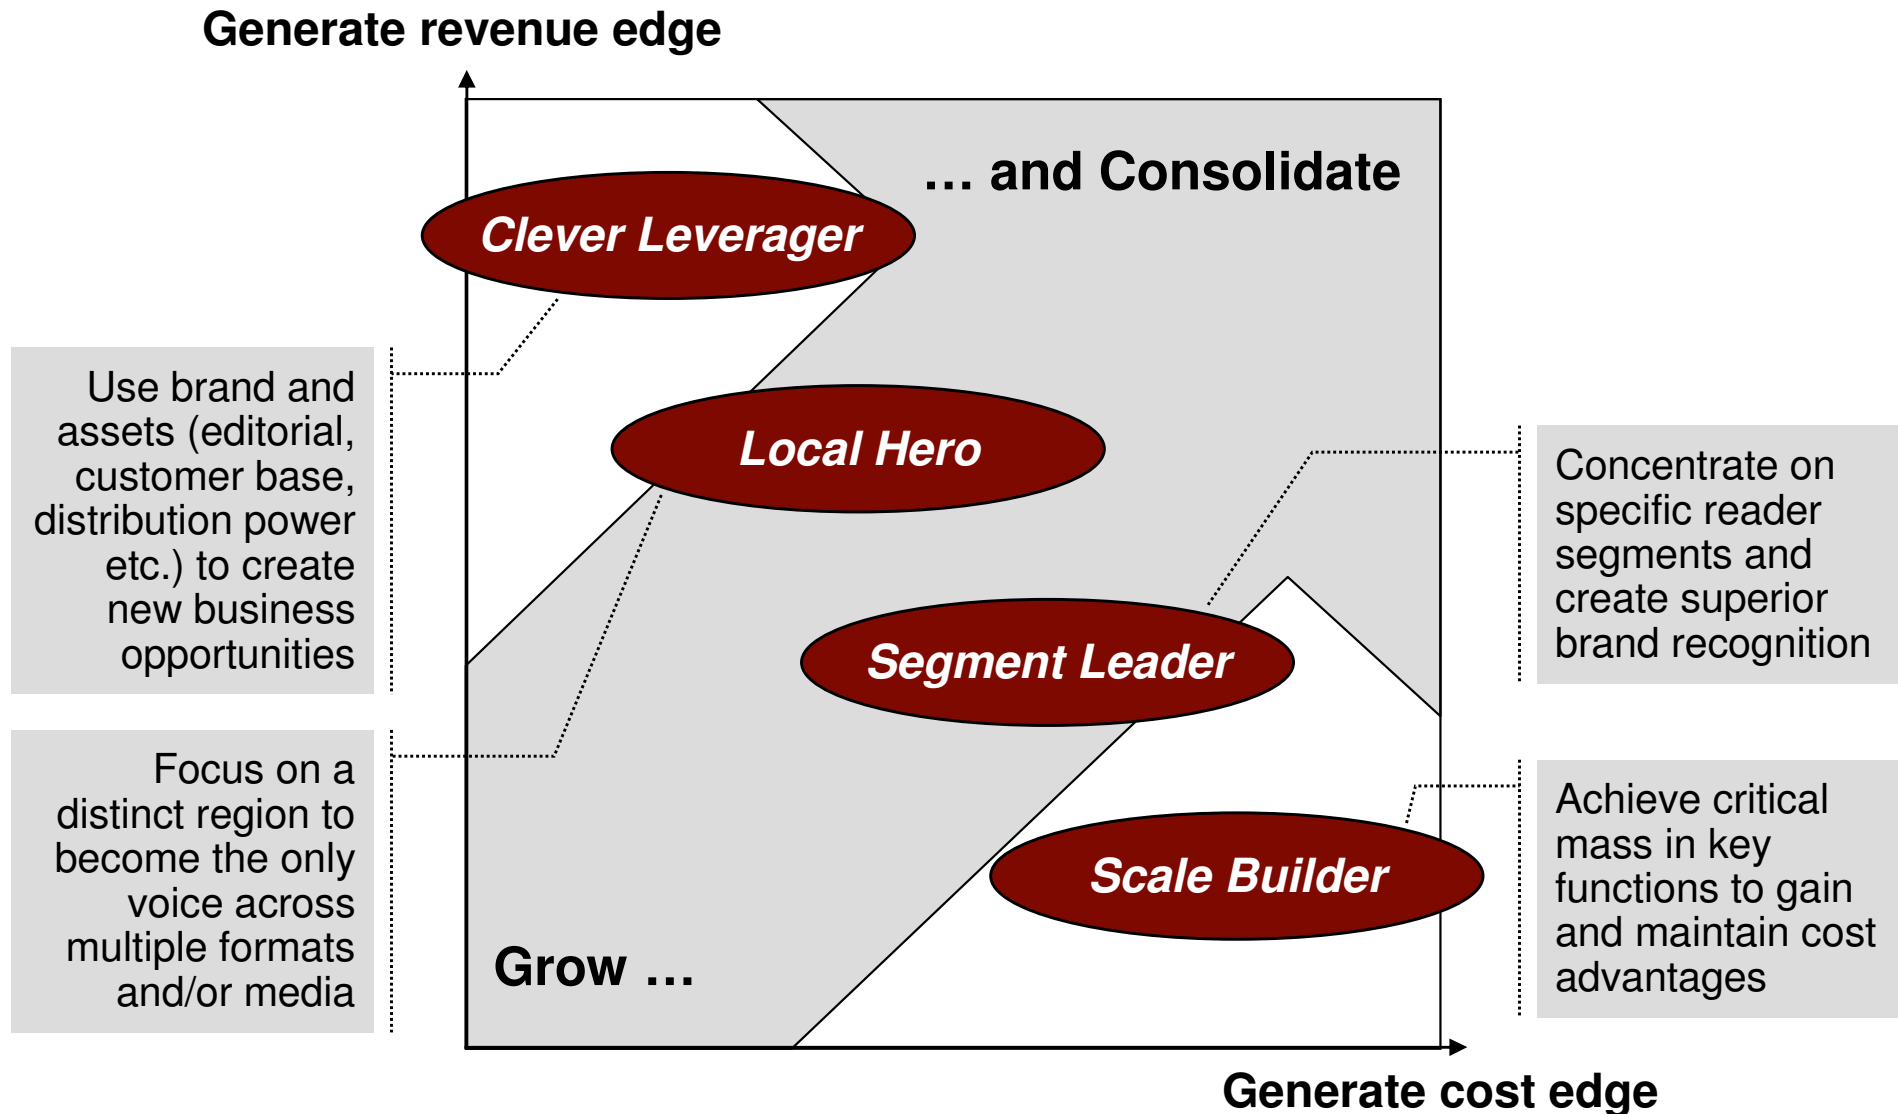 Generate revenue edge
… and Consolidate
Clever Leverager
Use brand and
assets (editorial,
customer base,
distribution power
etc.) to create
new business
opportunities
Local Hero
Concentrate on
specific reader
segments and
create superior
brand recognition
Segment Leader
Focus on a
distinct region to
become the only
voice across
multiple formats
and/or media
Achieve critical
mass in key
functions to gain
and maintain cost
advantages
Scale Builder
Grow …
Generate cost edge